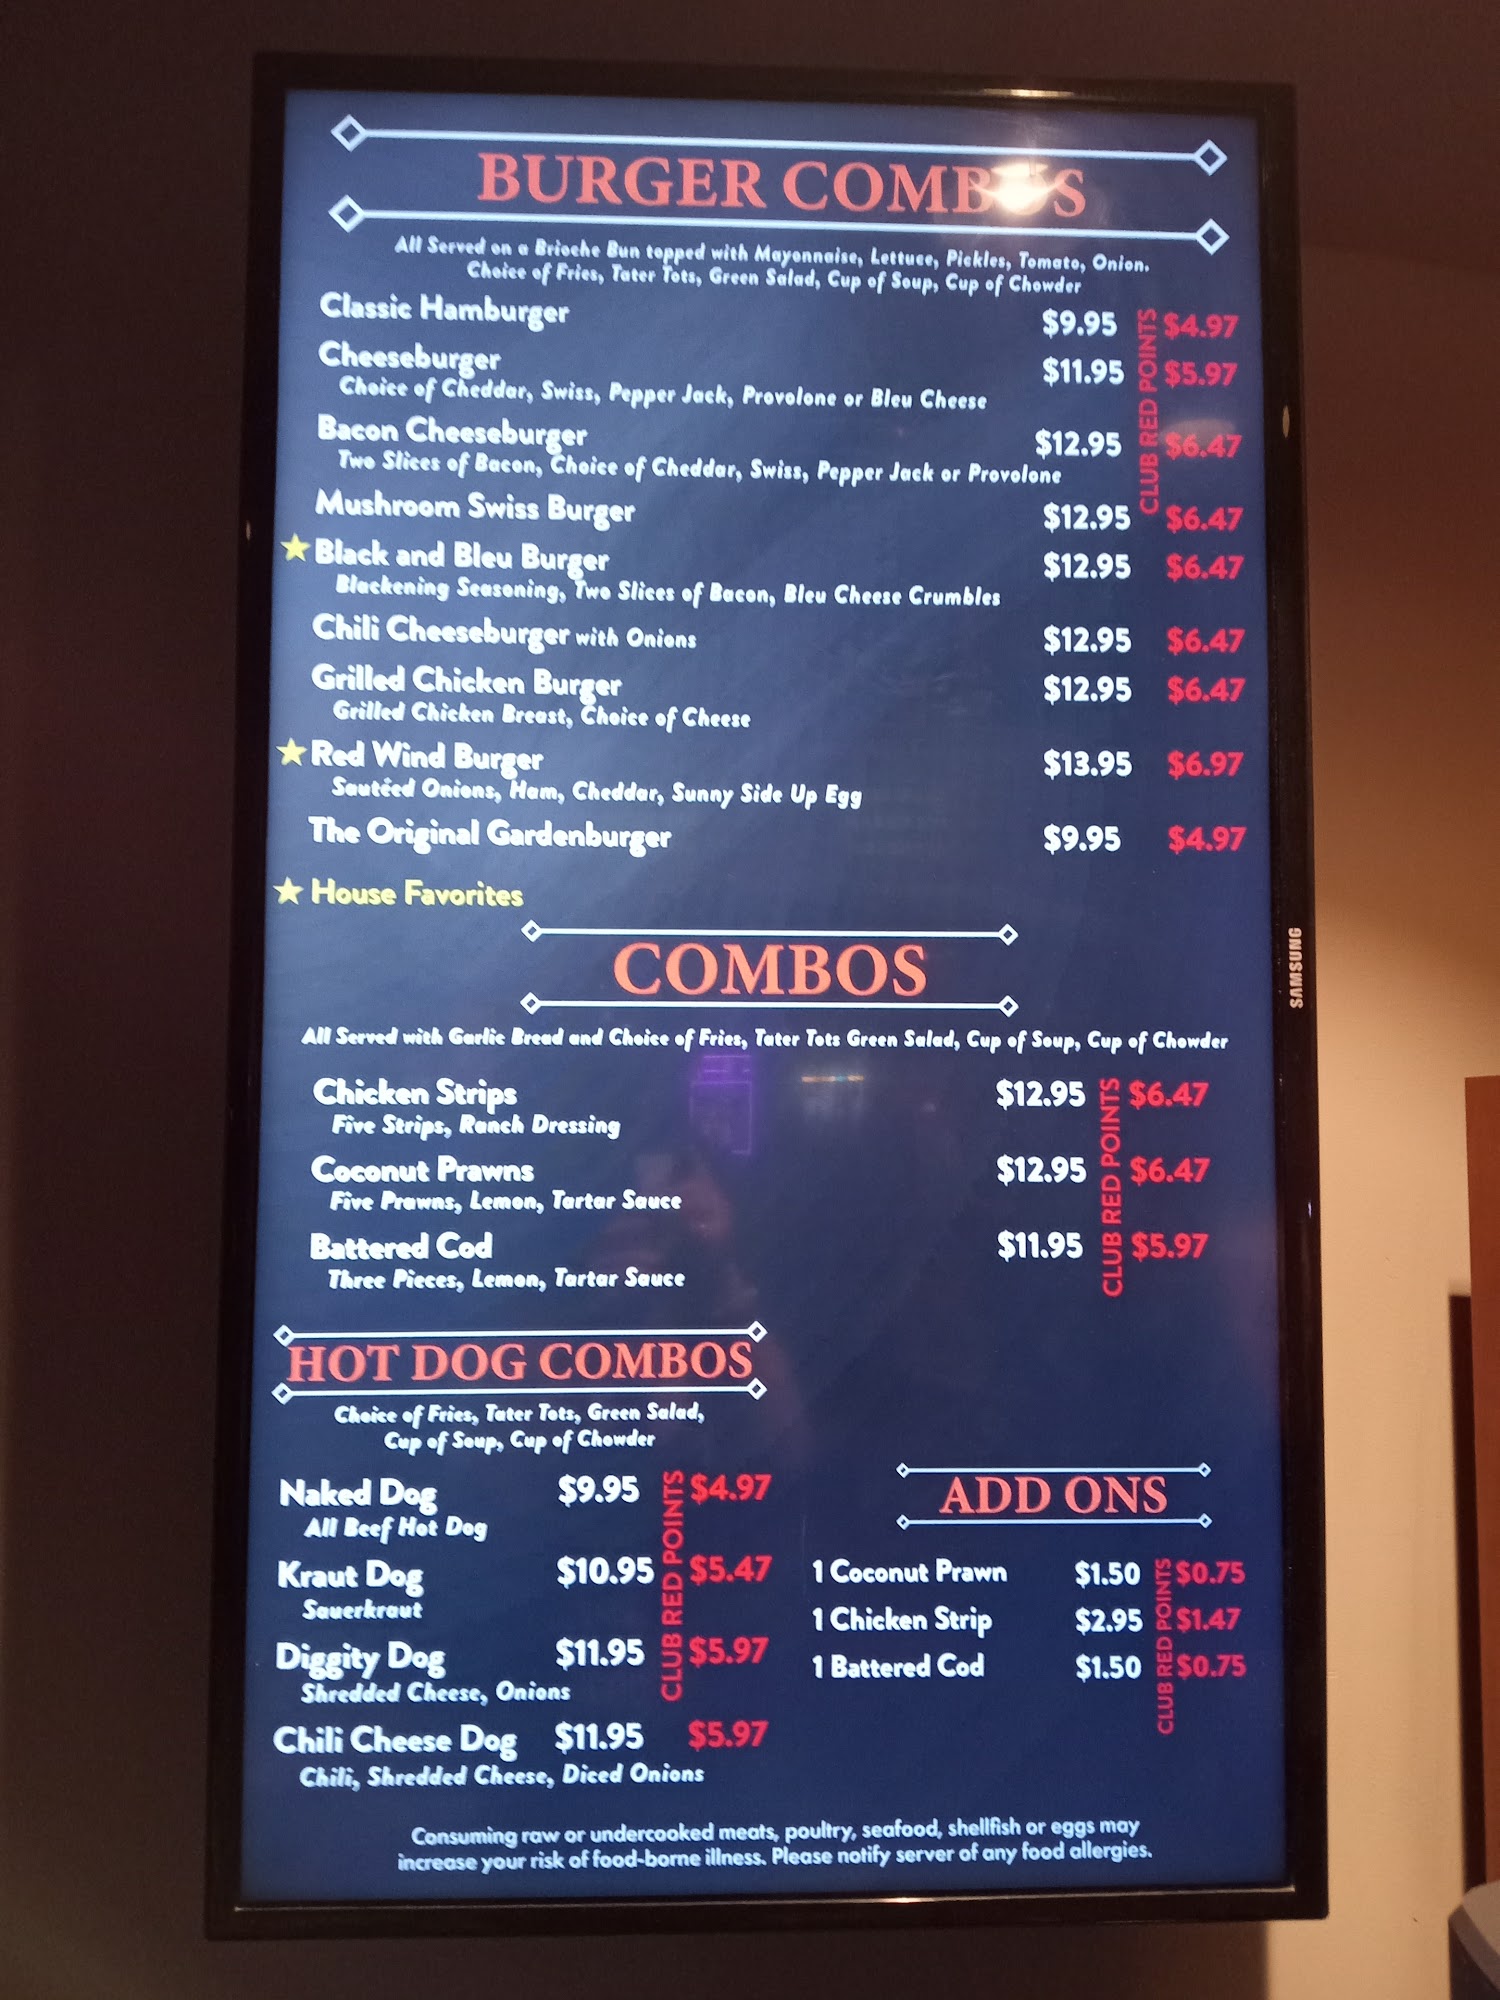 BURGER COMBOS
All Served on a Brioche Bun topped with Mayonnaise, Lettuce, Pickles, Tomato, Onion.
Choice of Fries, Tater Tots, Green Salad, Cup of Soup, Cup of Chowder
CLUB RED POINTS
Classic Hamburger $9.95 $4.97
Cheeseburger $11.95 $5.97
Choice of Cheddar, Swiss, Pepper Jack, Provolone or Bleu Cheese
Bacon Cheeseburger $12.95 $6.47
Two Slices of Bacon, Choice of Cheddar, Swiss, Pepper Jack or Provolone
Mushroom Swiss Burger $12.95 $6.47
Black and Bleu Burger $12.95 $6.47
Blackening Seasoning, Two Slices of Bacon, Bleu Cheese Crumbles
Chili Cheeseburger with Onions $12.95 $6.47
Grilled Chicken Burger $12.95 $6.47
Grilled Chicken Breast, Choice of Cheese
Red Wind Burger $13.95 $6.97
Sautéed Onions, Ham, Cheddar, Sunny Side Up Egg
The Original Gardenburger $9.95 $4.97
House Favorites
COMBOS
All Served with Garlic Bread and Choice of Fries, Tater Tots Green Salad, Cup of Soup, Cup of Chowder
CLUB RED POINTS
Chicken Strips $12.95 $6.47
Five Strips, Ranch Dressing
Coconut Prawns $12.95 $6.47
Five Prawns, Lemon, Tartar Sauce
Battered Cod $11.95 $5.97
Three Pieces, Lemon, Tartar Sauce
HOT DOG COMBOS
Choice of Fries, Tater Tots, Green Salad,
Cup of Soup, Cup of Chowder
CLUB RED POINTS
Naked Dog $9.95 $4.97
All Beef Hot Dog
Kraut Dog $10.95 $5.47
Sauerkraut
Diggity Dog $11.95 $5.97
Shredded Cheese, Onions
Chili Cheese Dog $11.95 $5.97
Chili, Shredded Cheese, Diced Onions
ADD ONS
CLUB RED POINTS
1 Coconut Prawn $1.50 $0.75
1 Chicken Strip $2.95 $1.47
1 Battered Cod $1.50 $0.75
Consuming raw or undercooked meats, poultry, seafood, shellfish or eggs may
increase your risk of food-borne illness. Please notify server of any food allergies.
SAMSUNG